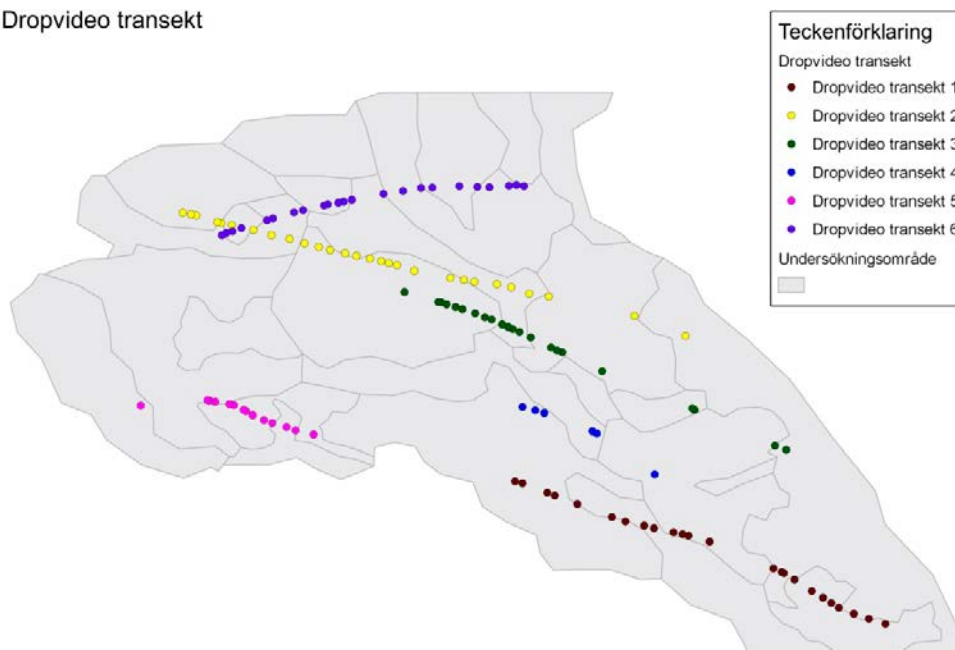 Dropvideo transekt
Teckenförklaring
Dropvideo transekt
Dropvideo transekt 1
Dropvideo transekt 2
Dropvideo transekt 3
Dropvideo transekt 4
Dropvideo transekt 5
Dropvideo transekt 6
Undersökningsområde